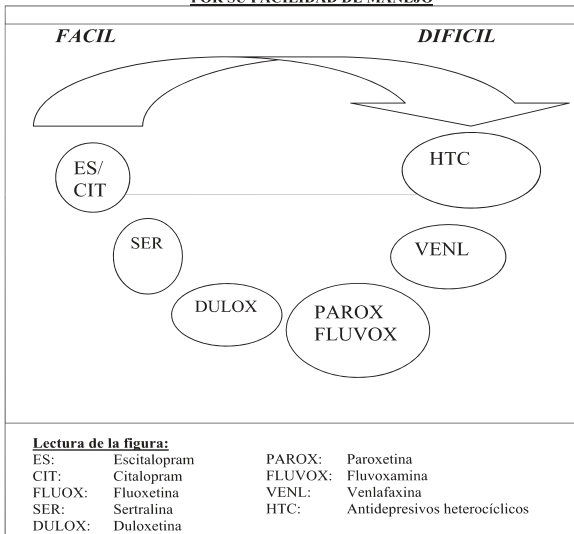 POR SU FACILIDAD DE MANEJO
FACIL DIFICIL
ES/
CIT
HTC
SER
VENL
DULOX
PAROX
FLUVOX
Lectura de la figura:
ES: Escitalopram
CIT: Citalopram
FLUOX: Fluoxetina
SER: Sertralina
DULOX: Duloxetina
PAROX: Paroxetina
FLUVOX: Fluvoxamina
VENL: Venlafaxina
HTC: Antidepresivos heterocíclicos